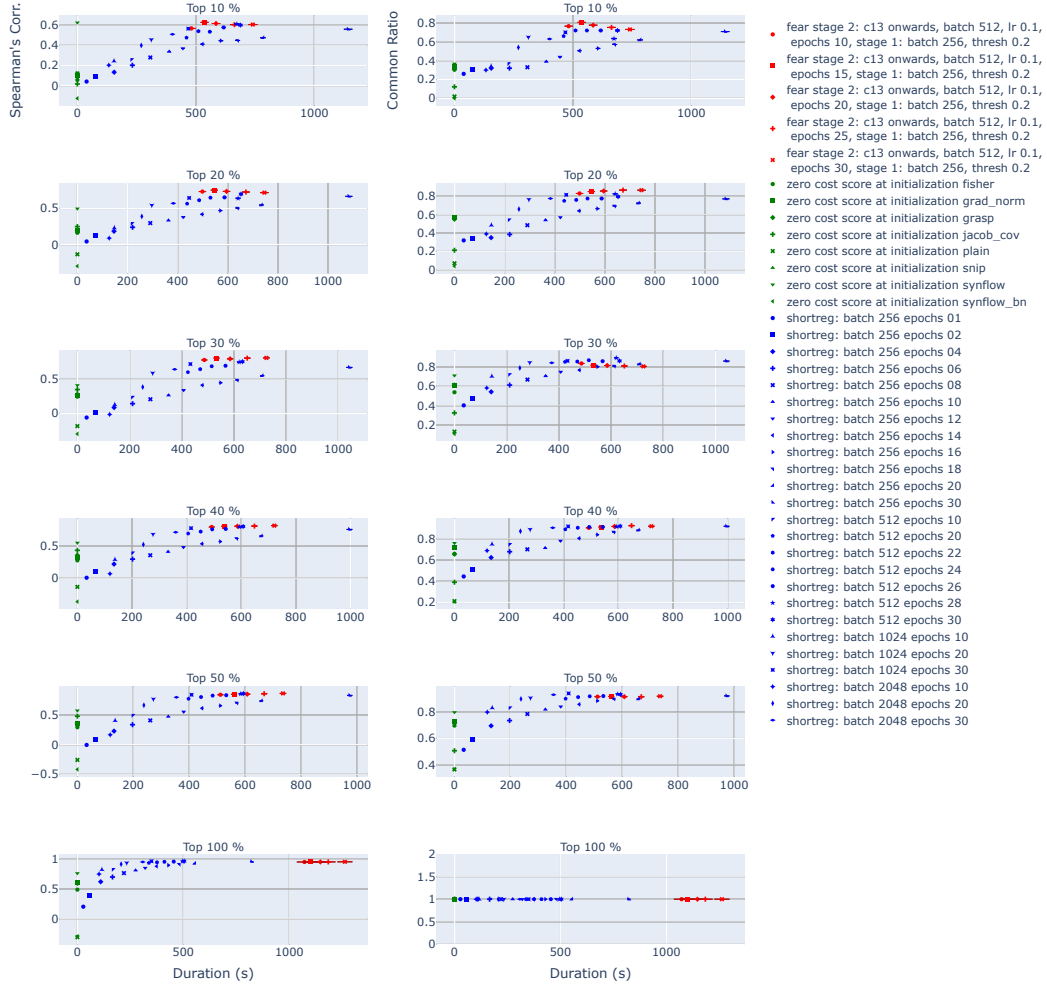 Top 10 %
Top 10 %
Spearman's Corr.
0.6
0.4
0.2
0
0
500
1000
Common Ratio
0.8
0.6
0.4
0.2
0
0
500
1000
Top 20 %
Top 20 %
0.5
0
0
200
400
600
800
1000
0.8
0.6
0.4
0.2
0
0
200
400
600
800
1000
Top 30 %
Top 30 %
0.5
0
0
200
400
600
800
1000
0.8
0.6
0.4
0.2
0
200
400
600
800
1000
Top 40 %
Top 40 %
0.5
0
0
200
400
600
800
1000
0.8
0.6
0.4
0.2
0
200
400
600
800
1000
Top 50 %
Top 50 %
0.5
0
−0.5
0
200
400
600
800
1000
0.8
0.6
0.4
0
200
400
600
800
1000
Top 100 %
Top 100 %
1
0.5
0
0
500
1000
Duration (s)
2
1.5
1
0.5
0
0
500
1000
Duration (s)
fear stage 2: c13 onwards, batch 512, lr 0.1,
epochs 10, stage 1: batch 256, thresh 0.2
fear stage 2: c13 onwards, batch 512, lr 0.1,
epochs 15, stage 1: batch 256, thresh 0.2
fear stage 2: c13 onwards, batch 512, lr 0.1,
epochs 20, stage 1: batch 256, thresh 0.2
fear stage 2: c13 onwards, batch 512, lr 0.1,
epochs 25, stage 1: batch 256, thresh 0.2
fear stage 2: c13 onwards, batch 512, lr 0.1,
epochs 30, stage 1: batch 256, thresh 0.2
zero cost score at initialization fisher
zero cost score at initialization grad_norm
zero cost score at initialization grasp
zero cost score at initialization jacob_cov
zero cost score at initialization plain
zero cost score at initialization snip
zero cost score at initialization synflow
zero cost score at initialization synflow_bn
shortreg: batch 256 epochs 01
shortreg: batch 256 epochs 02
shortreg: batch 256 epochs 04
shortreg: batch 256 epochs 06
shortreg: batch 256 epochs 08
shortreg: batch 256 epochs 10
shortreg: batch 256 epochs 12
shortreg: batch 256 epochs 14
shortreg: batch 256 epochs 16
shortreg: batch 256 epochs 18
shortreg: batch 256 epochs 20
shortreg: batch 256 epochs 30
shortreg: batch 512 epochs 10
shortreg: batch 512 epochs 20
shortreg: batch 512 epochs 22
shortreg: batch 512 epochs 24
shortreg: batch 512 epochs 26
shortreg: batch 512 epochs 28
shortreg: batch 512 epochs 30
shortreg: batch 1024 epochs 10
shortreg: batch 1024 epochs 20
shortreg: batch 1024 epochs 30
shortreg: batch 2048 epochs 10
shortreg: batch 2048 epochs 20
shortreg: batch 2048 epochs 30